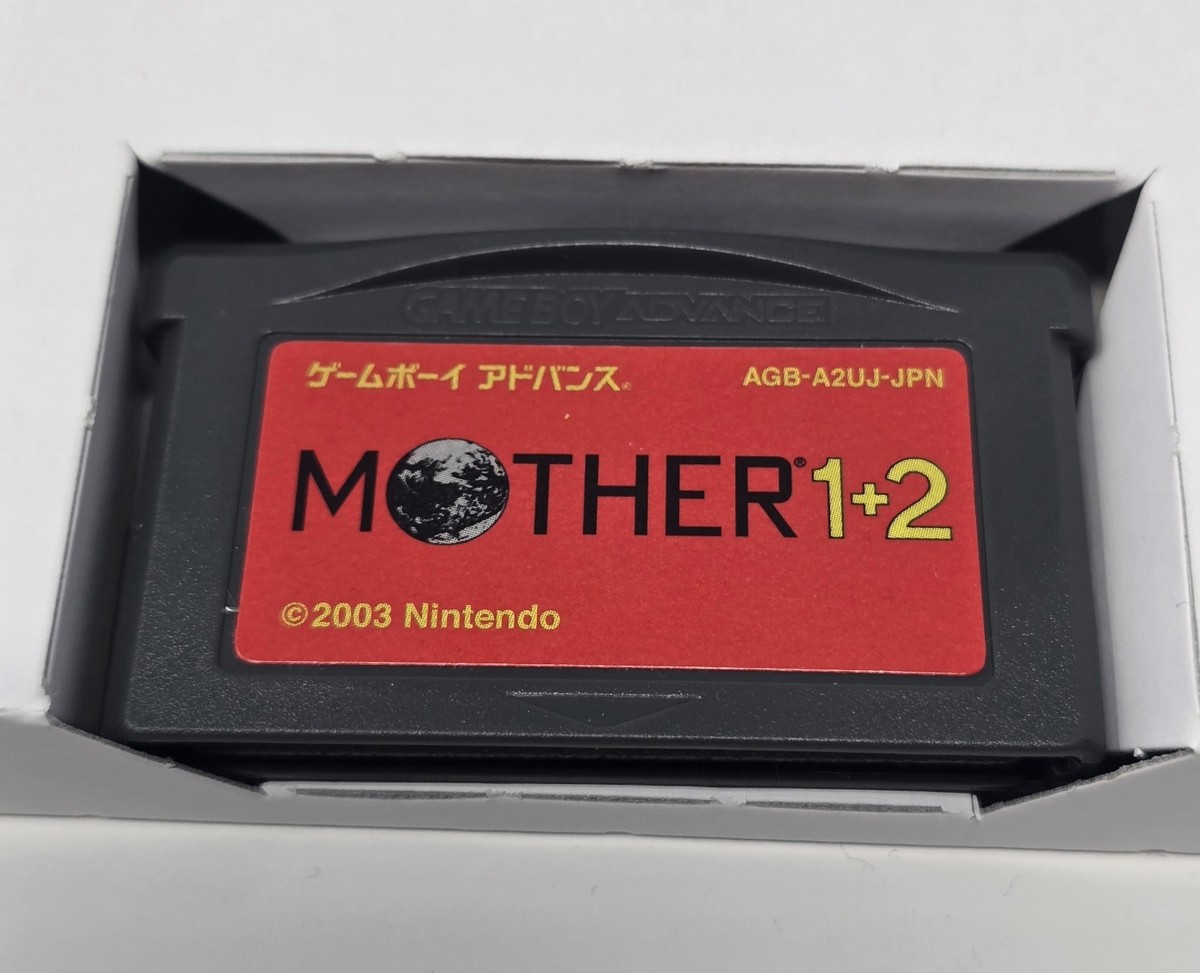 GAME BOY ADVANCE
ゲームボーイ アドバンス® AGB-A2UJ-JPN
MOTHER® 1+2
©2003 Nintendo